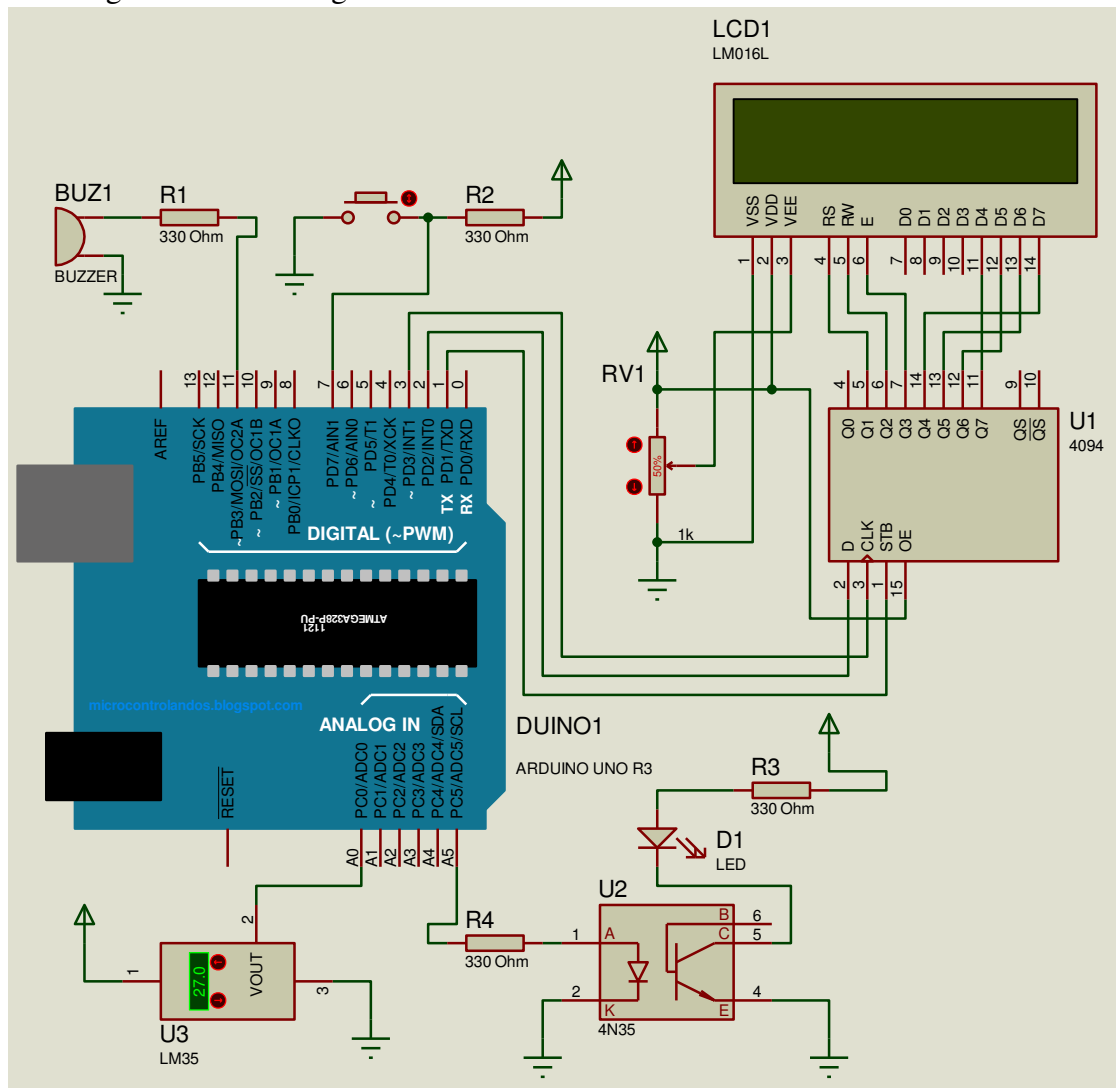 LCD1
LM016L
BUZ1
BUZZER
R1
330 Ohm
R2
330 Ohm
VSS
VDD
VEE
RS
RW
E
D0
D1
D2
D3
D4
D5
D6
D7
1
2
3
4
5
6
7
8
9
10
11
12
13
14
RV1
50%
1k
4
5
6
7
14
13
12
11
9
10
Q0
Q1
Q2
Q3
Q4
Q5
Q6
Q7
QS
QS
U1
4094
D
CLK
STB
OE
2
3
1
15
13
12
11
10
9
8
7
6
5
4
3
2
1
0
AREF
PB5/SCK
PB4/MISO
~PB3/MOSI/OC2A
~ PB2/SS/OC1B
~ PB1/OC1A
PB0/ICP1/CLKO
PD7/AIN1
~ PD6/AIN0
~ PD5/T1
PD4/T0/XCK
~ PD3/INT1
PD2/INT0
TX PD1/TXD
RX PD0/RXD
DIGITAL (~PWM)
ATMEGA328P-PU
1121
microcontrolandos.blogspot.com
ANALOG IN
DUINO1
ARDUINO UNO R3
RESET
PC0/ADC0
PC1/ADC1
PC2/ADC2
PC3/ADC3
PC4/ADC4/SDA
PC5/ADC5/SCL
A0
A1
A2
A3
A4
A5
R3
330 Ohm
D1
LED
U2
4N35
A
K
B
C
E
1
2
6
5
4
R4
330 Ohm
1
2
3
27.0
VOUT
U3
LM35